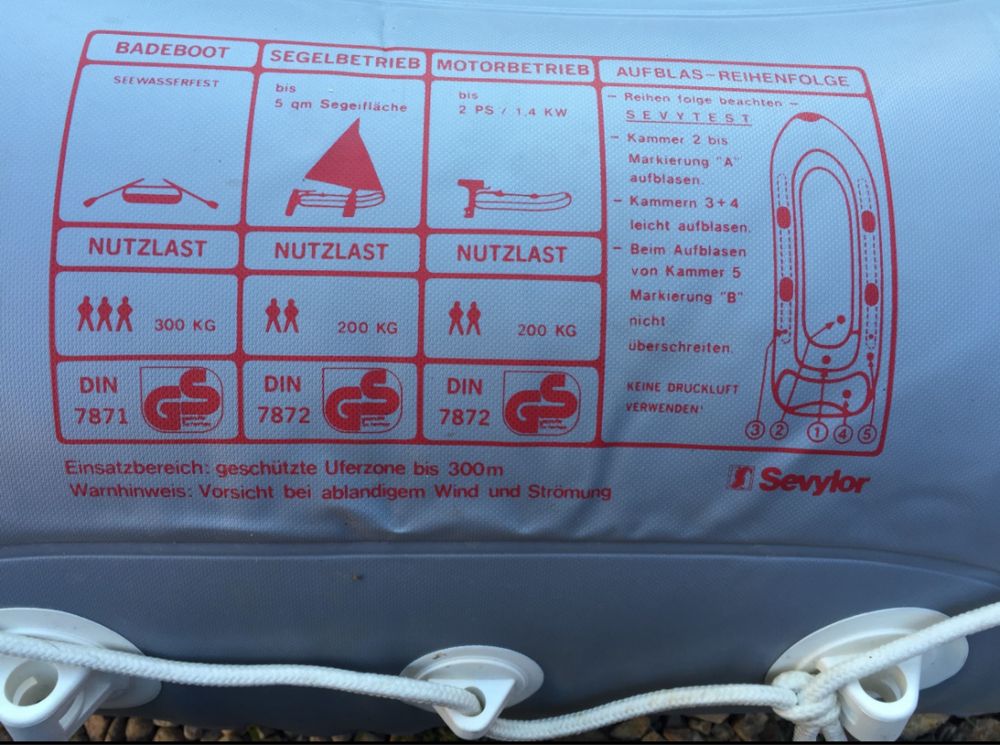 BADEBOOT
SEEWASSERFEST
SEGELBETRIEB
bis
5 qm Segelfläche
MOTORBETRIEB
bis
2 PS / 1,4 KW
NUTZLAST
300 KG
NUTZLAST
200 KG
NUTZLAST
200 KG
DIN
7871
GS
DIN
7872
GS
DIN
7872
GS
AUFBLAS-REIHENFOLGE
- Reihen folge beachten -
SEVYTEST
- Kammer 2 bis
Markierung "A"
aufblasen.
- Kammern 3+4
leicht aufblasen.
- Beim Aufblasen
von Kammer 5
Markierung "B"
nicht
überschreiten.
KEINE DRUCKLUFT
VERWENDEN'
3 2 1 4 5
Einsatzbereich: geschützte Uferzone bis 300m
Warnhinweis: Vorsicht bei ablandigem Wind und Strömung
Sevylor